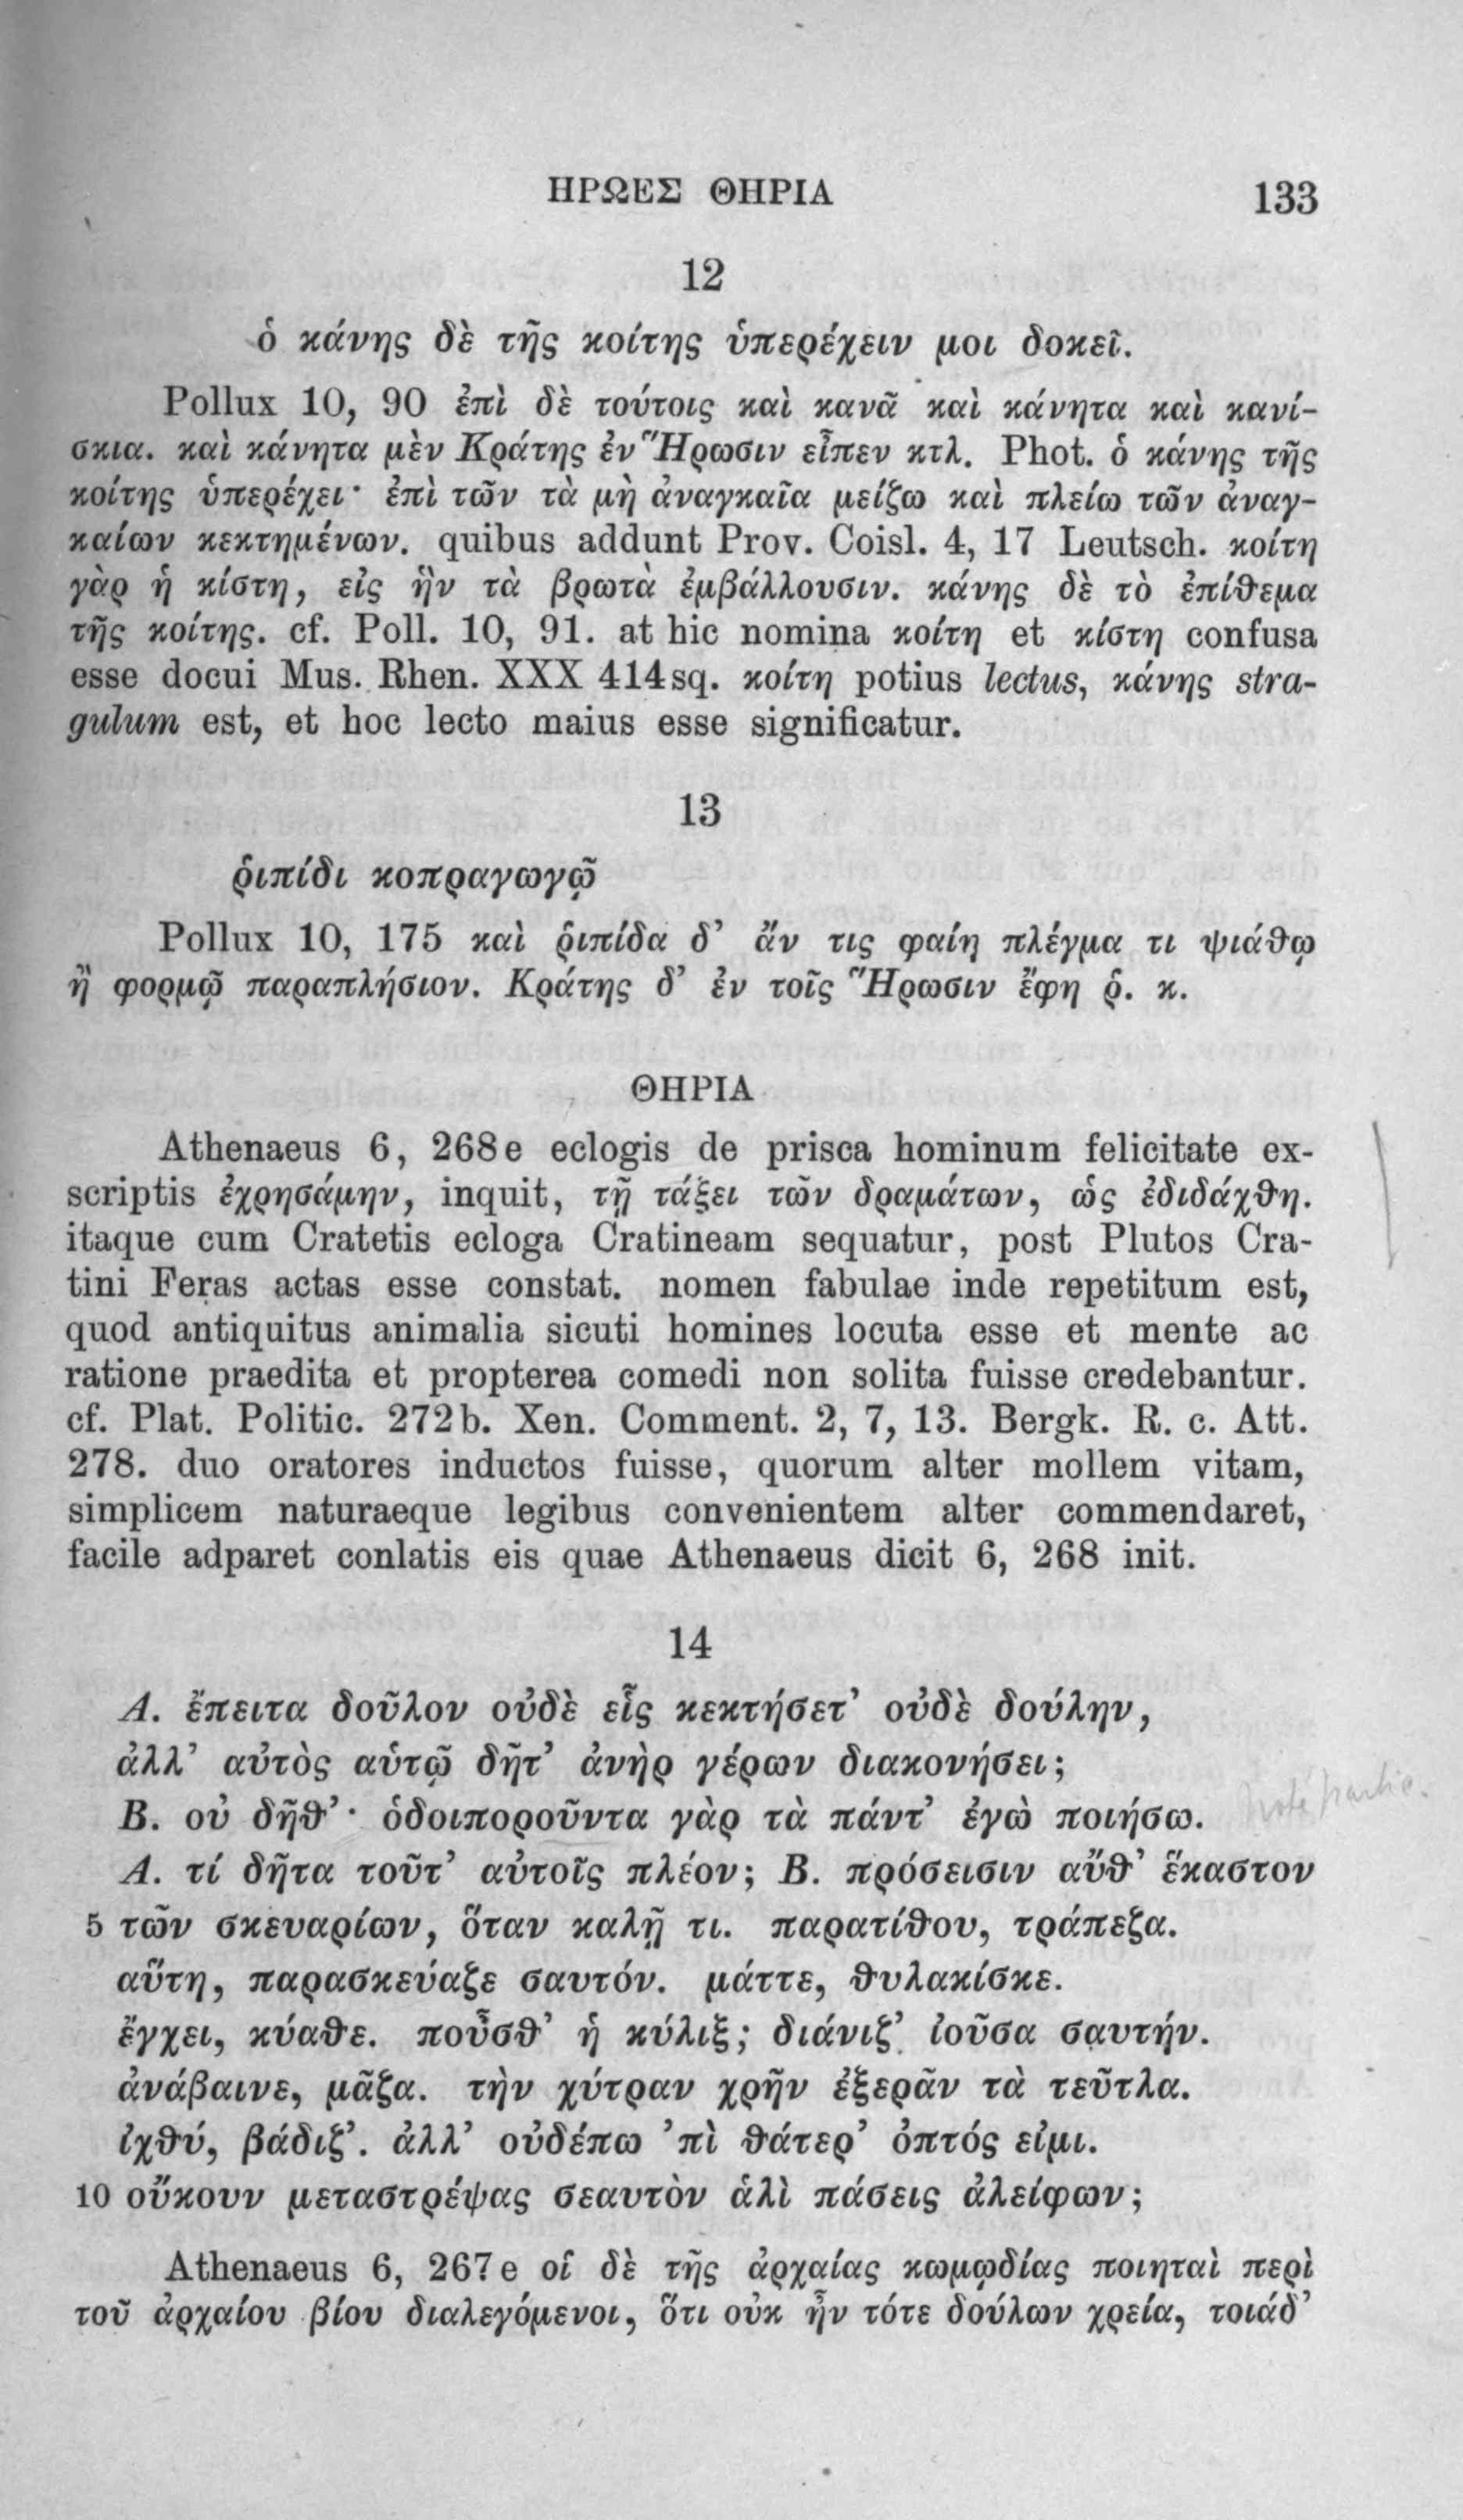 ΗΡΩΕΣ ΘΗΡΙΑ 133
12
ὁ κάνης δὲ τῆς κοίτης ὑπερέχειν μοι δοκεῖ.
Pollux 10, 90 ἐπὶ δὲ τούτοις καὶ κανᾶ καὶ κάνητα καὶ κανί-
σκια. καὶ κάνητα μὲν Κράτης ἐν Ἥρωσιν εἶπεν κτλ. Phot. ὁ κάνης τῆς
κοίτης ὑπερέχει· ἐπὶ τῶν τὰ μὴ ἀναγκαῖα μείζω καὶ πλείω τῶν ἀναγ-
καίων κεκτημένων. quibus addunt Prov. Coisl. 4, 17 Leutsch. κοίτη
γὰρ ἡ κίστη, εἰς ἣν τὰ βρωτὰ ἐμβάλλουσιν. κάνης δὲ τὸ ἐπίθεμα
τῆς κοίτης. cf. Poll. 10, 91. at hic nomina κοίτη et κίστη confusa
esse docui Mus. Rhen. XXX 414 sq. κοίτη potius lectus, κάνης stra-
gulum est, et hoc lecto maius esse significatur.
13
ῥιπίδι κοπραγωγῷ
Pollux 10, 175 καὶ ῥιπίδα δ’ ἄν τις φαίη πλέγμα τι ψιάθῳ
ἢ φορμῷ παραπλήσιον. Κράτης δ’ ἐν τοῖς Ἥρωσιν ἔφη ῥ. κ.
ΘΗΡΙΑ
Athenaeus 6, 268 e eclogis de prisca hominum felicitate ex-
scriptis ἐχρησάμην, inquit, τῇ τάξει τῶν δραμάτων, ὡς ἐδιδάχθη.
itaque cum Cratetis ecloga Cratineam sequatur, post Plutos Cra-
tini Feras actas esse constat. nomen fabulae inde repetitum est,
quod antiquitus animalia sicuti homines locuta esse et mente ac
ratione praedita et propterea comedi non solita fuisse credebantur.
cf. Plat. Politic. 272 b. Xen. Comment. 2, 7, 13. Bergk. R. c. Att.
278. duo oratores inductos fuisse, quorum alter mollem vitam,
simplicem naturaeque legibus convenientem alter commendaret,
facile adparet conlatis eis quae Athenaeus dicit 6, 268 init.
14
Α. ἔπειτα δοῦλον οὐδὲ εἷς κεκτήσετ’ οὐδὲ δούλην,
ἀλλ’ αὐτὸς αὑτῷ δῆτ’ ἀνὴρ γέρων διακονήσει;
Β. οὐ δῆθ’· ὁδοιποροῦντα γὰρ τὰ πάντ’ ἐγὼ ποιήσω.
Α. τί δῆτα τοῦτ’ αὐτοῖς πλέον; Β. πρόσεισιν αὔθ’ ἕκαστον
5 τῶν σκευαρίων, ὅταν καλῇ τι. παρατίθου, τράπεζα.
αὕτη, παρασκεύαζε σαυτόν. μάττε, θυλακίσκε.
ἔγχει, κύαθε. ποὖσθ’ ἡ κύλιξ; διάνιζ’ ἰοῦσα σαυτήν.
ἀνάβαινε, μᾶζα. τὴν χύτραν χρῆν ἐξερᾶν τὰ τεῦτλα.
ἰχθύ, βάδιζ’. ἀλλ’ οὐδέπω ’πὶ θάτερ’ ὀπτός εἰμι.
10 οὔκουν μεταστρέψας σεαυτὸν ἁλὶ πάσεις ἀλείφων;
Athenaeus 6, 267 e οἱ δὲ τῆς ἀρχαίας κωμῳδίας ποιηταὶ περὶ
τοῦ ἀρχαίου βίου διαλεγόμενοι, ὅτι οὐκ ἦν τότε δούλων χρεία, τοιάδ’